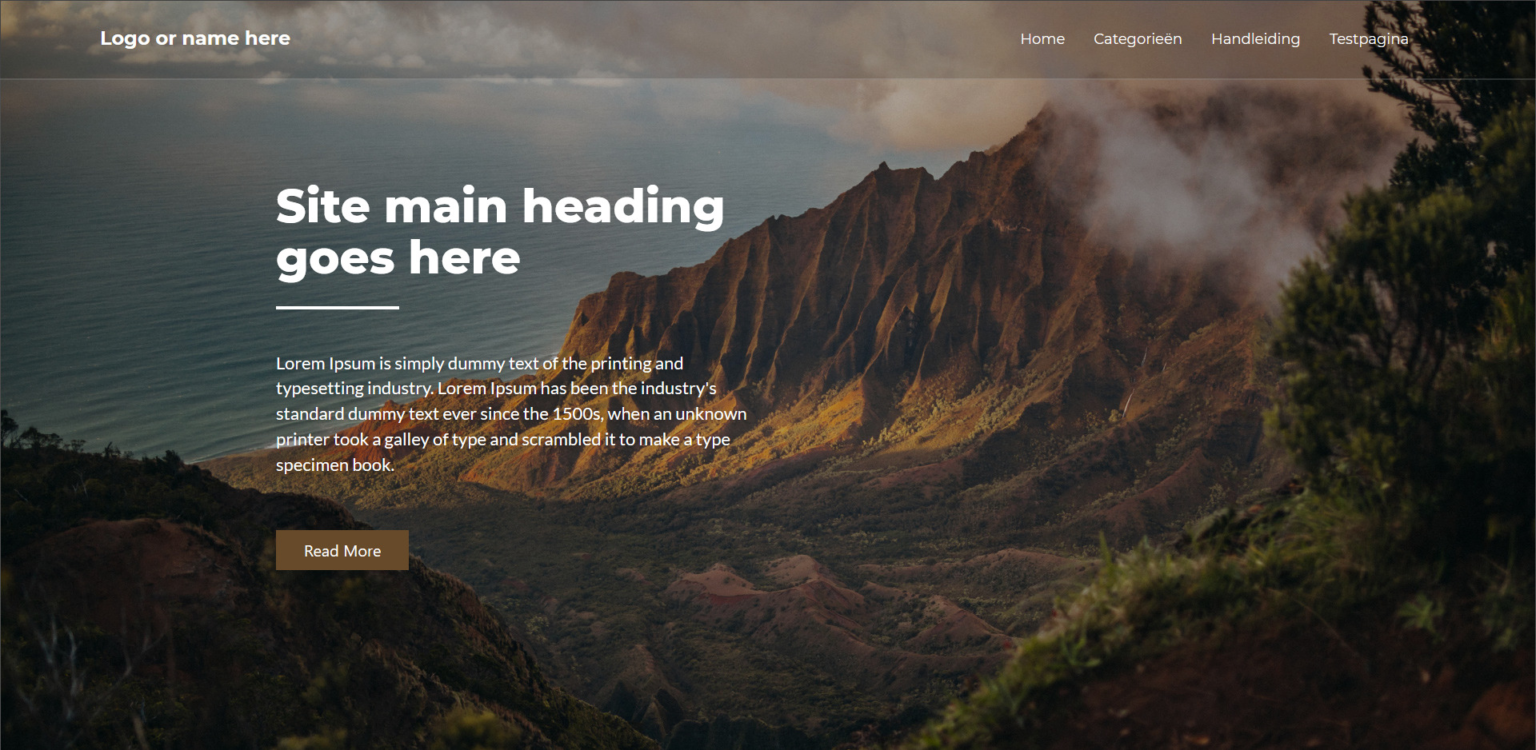 Logo or name here
Home Categorieën Handleiding Testpagina
Site main heading
goes here
Lorem Ipsum is simply dummy text of the printing and
typesetting industry. Lorem Ipsum has been the industry's
standard dummy text ever since the 1500s, when an unknown
printer took a galley of type and scrambled it to make a type
specimen book.
Read More